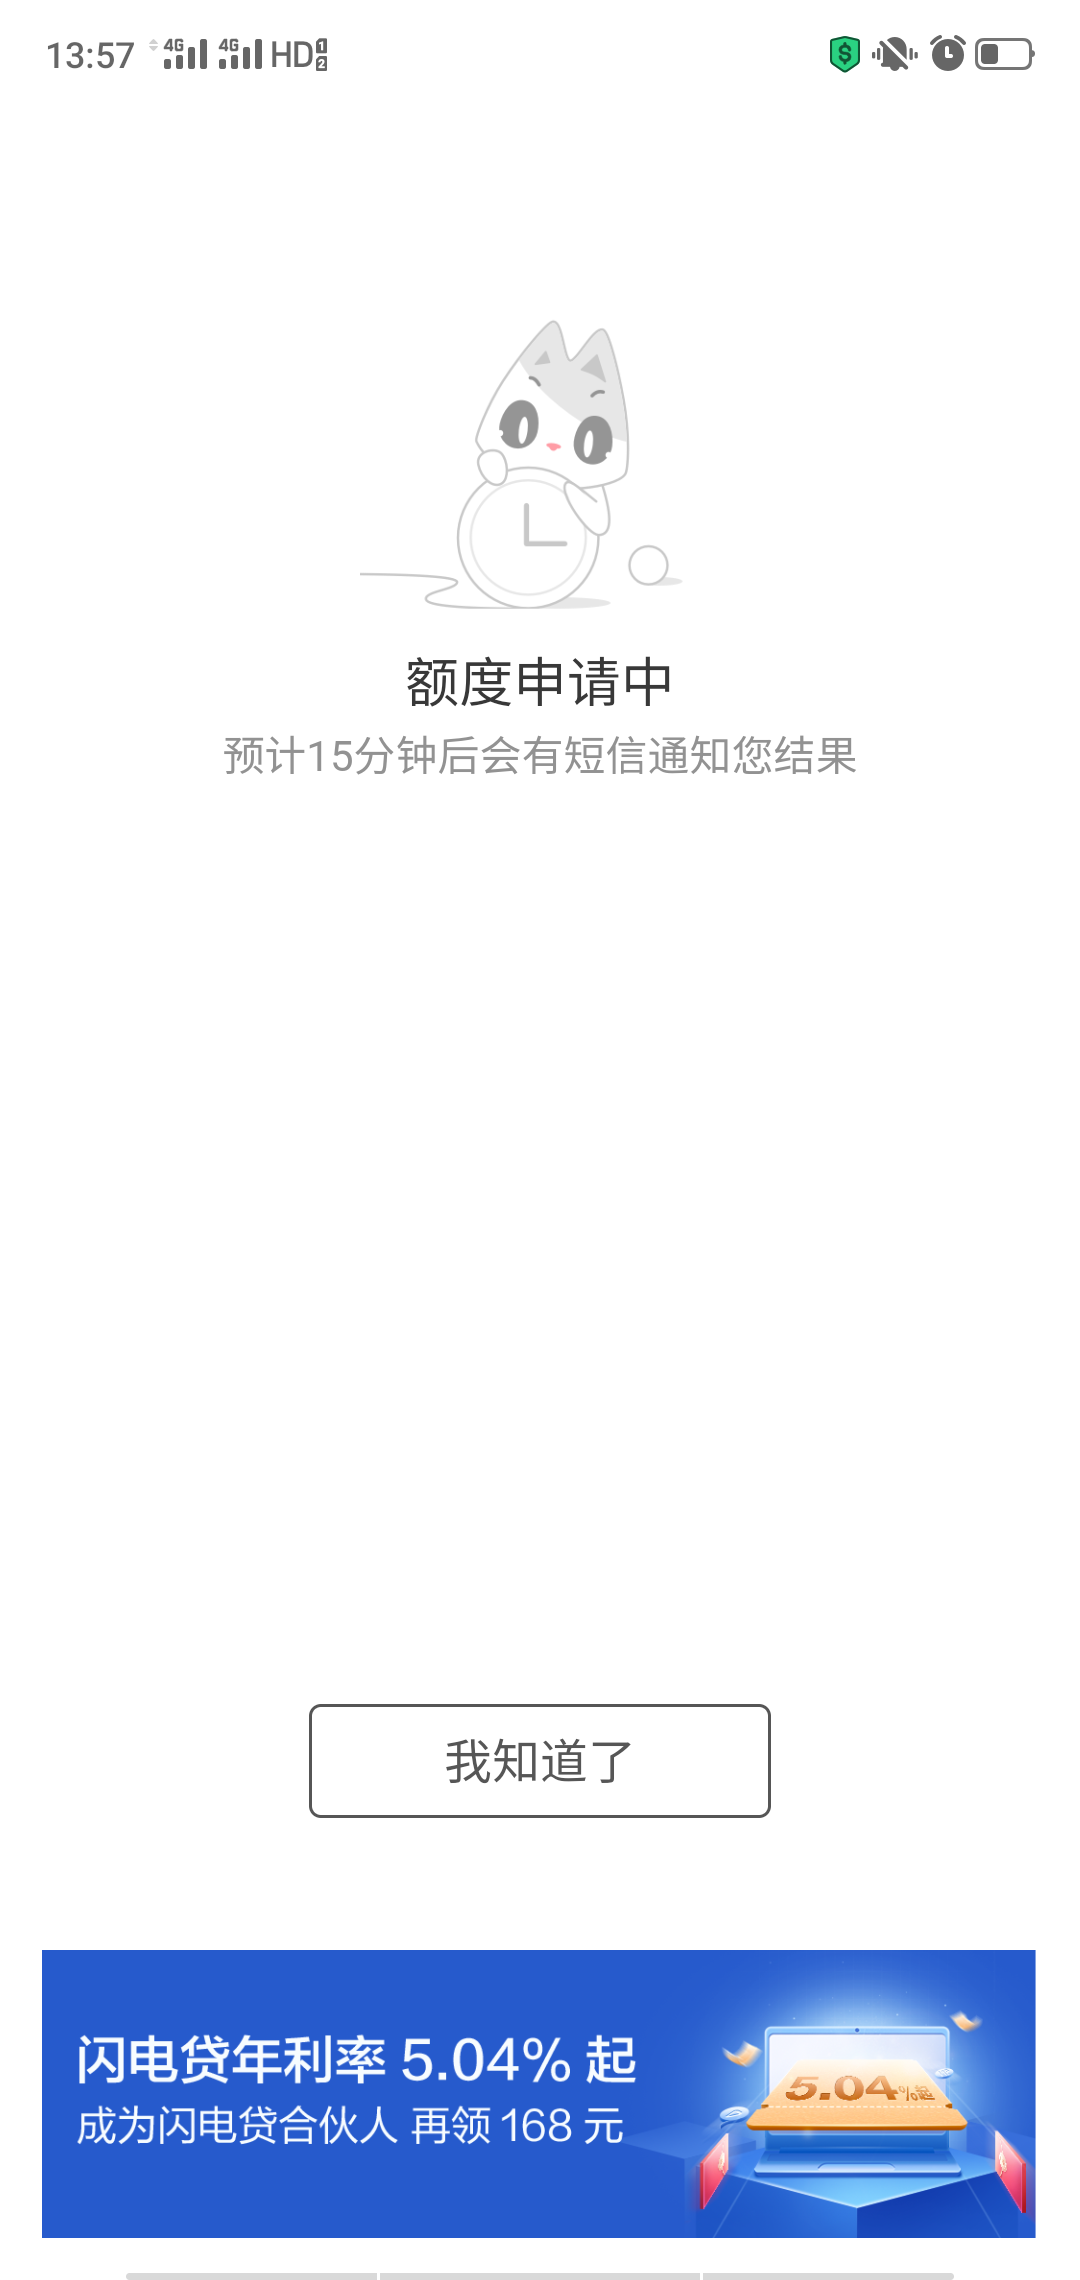 13:57 4G 4G HD 1 2
额度申请中
预计15分钟后会有短信通知您结果
我知道了
闪电贷年利率 5.04% 起
成为闪电贷合伙人 再领 168 元
5.04%起